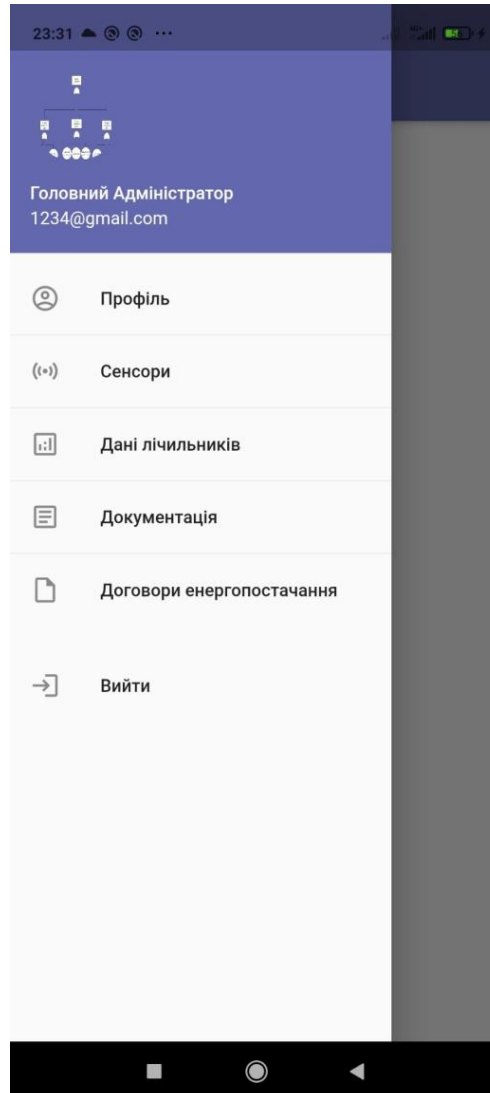 23:31
Головний Адміністратор
1234@gmail.com
Профіль
Сенсори
Дані лічильників
Документація
Договори енергопостачання
Вийти